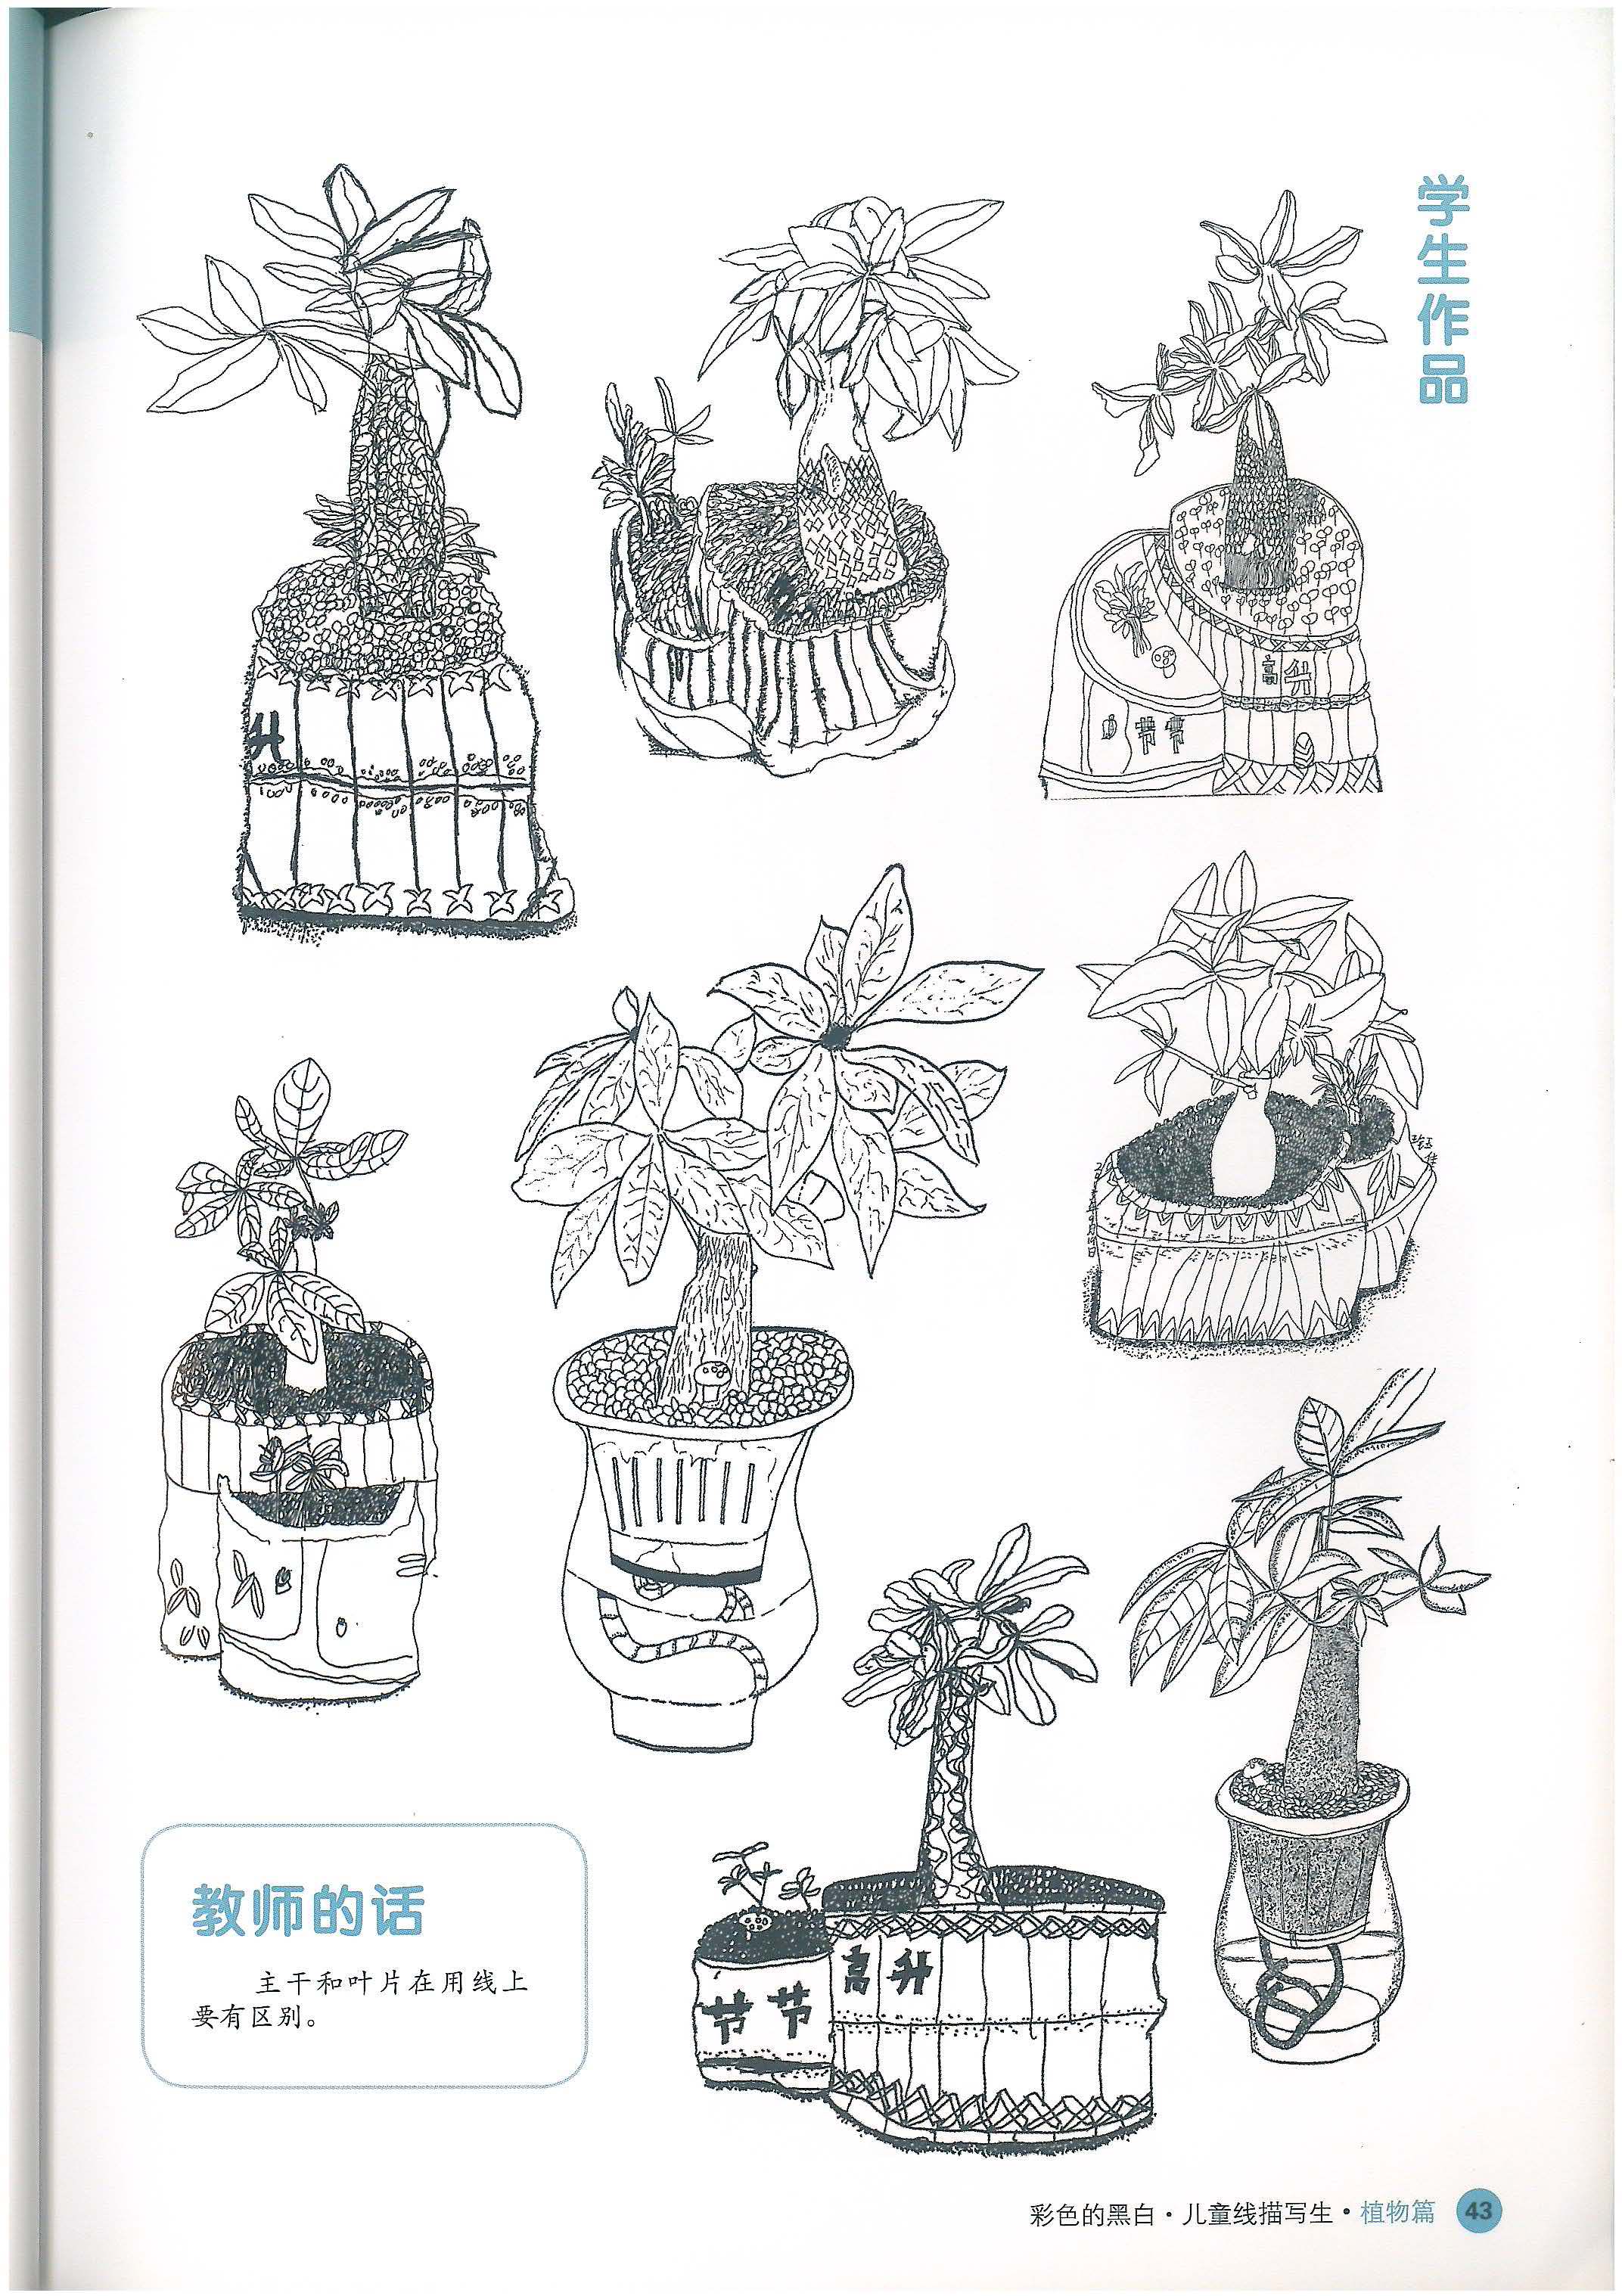 学生作品
升
高升
节节
高升
节节
教师的话
主干和叶片在用线上
要有区别。
彩色的黑白·儿童线描写生·植物篇 43